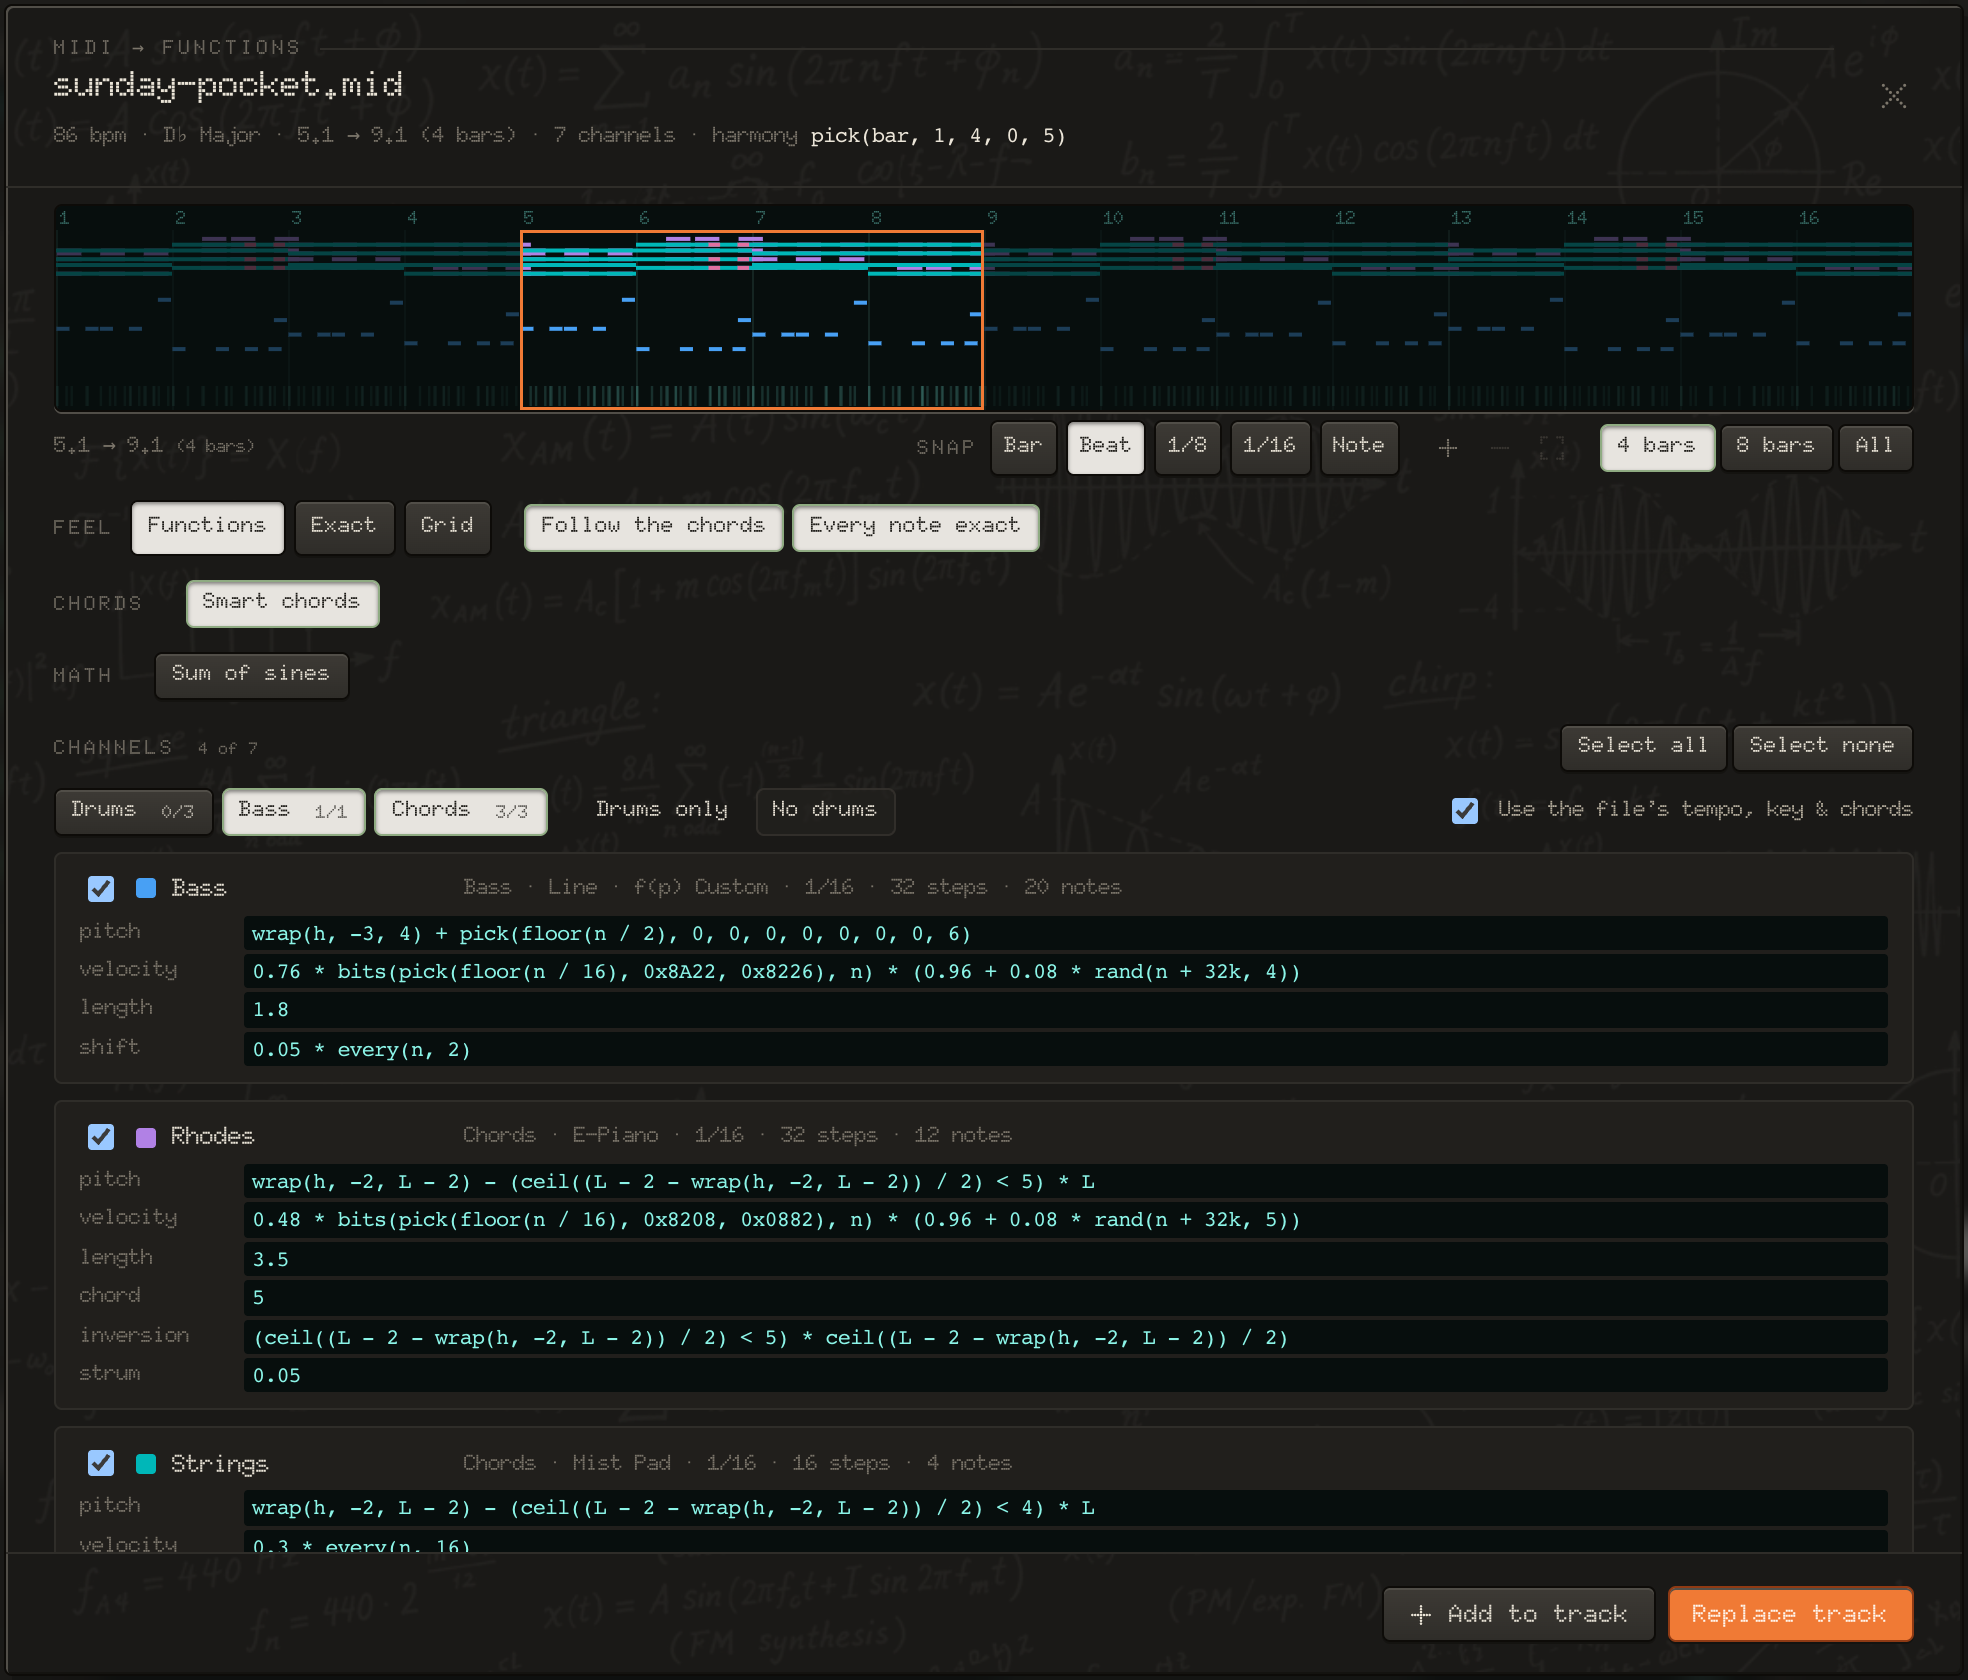 MIDI → FUNCTIONS
sunday-pocket.mid
86 bpm · D♭ Major · 5.1 → 9.1 (4 bars) · 7 channels · harmony pick(bar, 1, 4, 0, 5)
1 2 3 4 5 6 7 8 9 10 11 12 13 14 15 16
5.1 → 9.1 (4 bars)
SNAP Bar Beat 1/8 1/16 Note + − 4 bars 8 bars All
FEEL Functions Exact Grid Follow the chords Every note exact
CHORDS Smart chords
MATH Sum of sines
CHANNELS 4 of 7 Select all Select none
Drums 0/3 Bass 1/1 Chords 3/3 Drums only No drums Use the file's tempo, key & chords
Bass Bass · Line · f(p) Custom · 1/16 · 32 steps · 20 notes
pitch wrap(h, -3, 4) + pick(floor(n / 2), 0, 0, 0, 0, 0, 0, 0, 6)
velocity 0.76 * bits(pick(floor(n / 16), 0x8A22, 0x8226), n) * (0.96 + 0.08 * rand(n + 32k, 4))
length 1.8
shift 0.05 * every(n, 2)
Rhodes Chords · E-Piano · 1/16 · 32 steps · 12 notes
pitch wrap(h, -2, L - 2) - (ceil((L - 2 - wrap(h, -2, L - 2)) / 2) < 5) * L
velocity 0.48 * bits(pick(floor(n / 16), 0x8208, 0x0882), n) * (0.96 + 0.08 * rand(n + 32k, 5))
length 3.5
chord 5
inversion (ceil((L - 2 - wrap(h, -2, L - 2)) / 2) < 5) * ceil((L - 2 - wrap(h, -2, L - 2)) / 2)
strum 0.05
Strings Chords · Mist Pad · 1/16 · 16 steps · 4 notes
pitch wrap(h, -2, L - 2) - (ceil((L - 2 - wrap(h, -2, L - 2)) / 2) < 4) * L
velocity 0.3 * every(n, 16)
+ Add to track Replace track